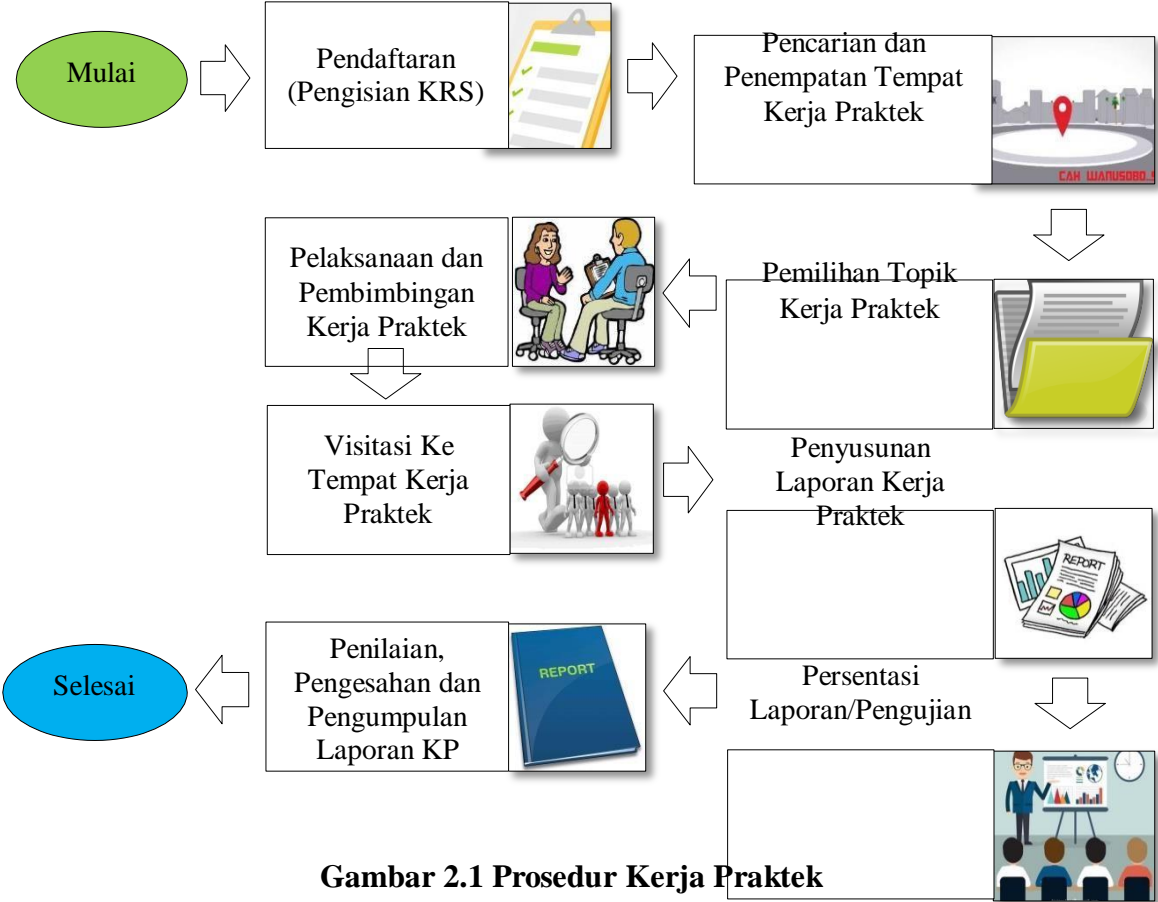 Mulai
Pendaftaran
(Pengisian KRS)
Pencarian dan
Penempatan Tempat
Kerja Praktek
CAH WANUSOBO.
Pemilihan Topik
Kerja Praktek
Pelaksanaan dan
Pembimbingan
Kerja Praktek
Visitasi Ke
Tempat Kerja
Praktek
Penyusunan
Laporan Kerja
Praktek
REPORT
Persentasi
Laporan/Pengujian
Penilaian,
Pengesahan dan
Pengumpulan
Laporan KP
REPORT
Selesai
Gambar 2.1 Prosedur Kerja Praktek